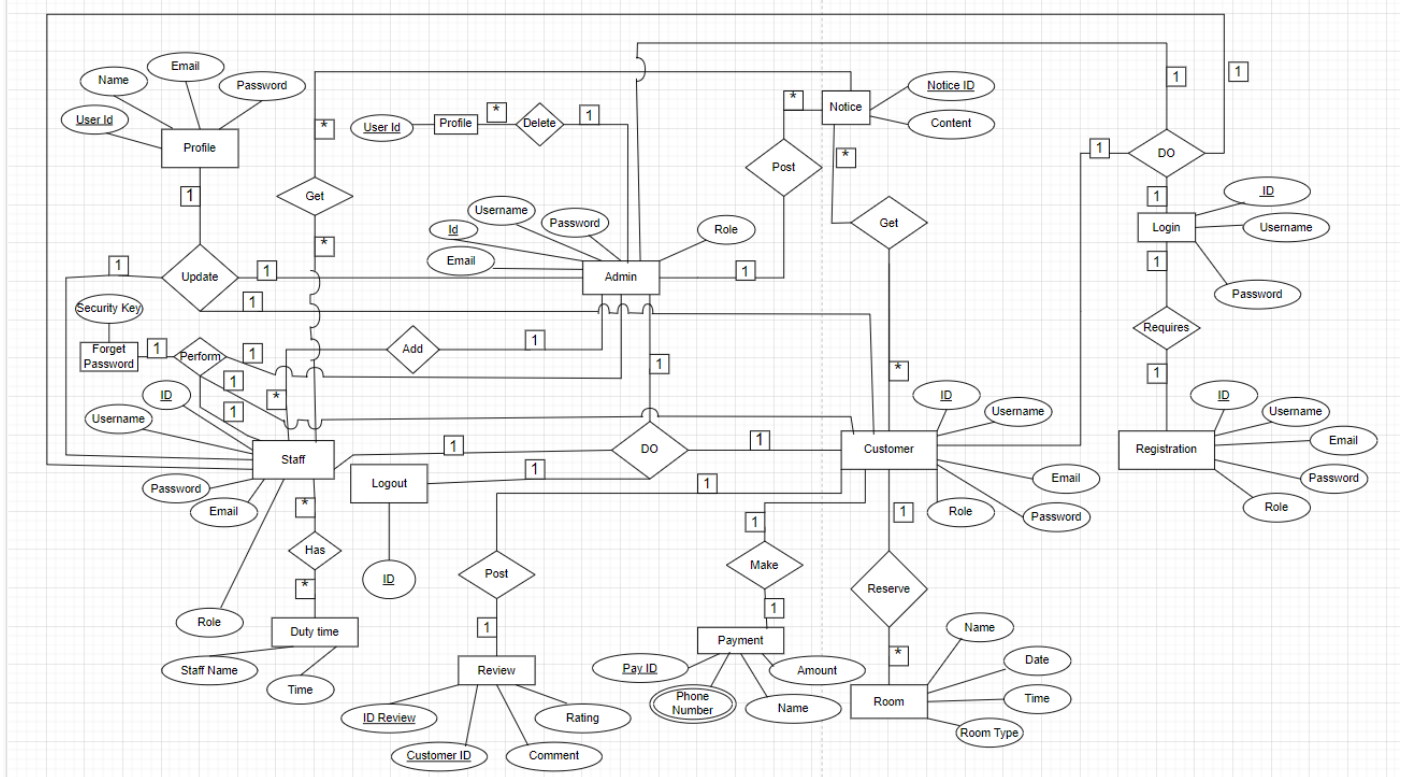 1
1
Email
Name
Password
User Id
Profile
*
User Id
Profile
*
Delete
1
*
Notice
Notice ID
Content
1
DO
1
Post
*
1
Get
*
Get
1
ID
Login
Username
Password
Username
Id
Password
Role
Email
Admin
1
1
Update
1
1
1
Requires
1
Security Key
Forget
Password
1
Perform
1
1
1
*
Add
1
1
*
ID
Username
Staff
Password
Email
Role
1
DO
1
1
Logout
ID
1
Customer
ID
Username
Email
Password
Role
Registration
ID
Username
Email
Password
Role
*
Has
*
Duty time
Staff Name
Time
Post
1
Review
ID Review
Customer ID
Comment
Rating
1
Make
1
Payment
Pay ID
Phone
Number
Name
Amount
1
Reserve
*
Room
Name
Date
Time
Room Type